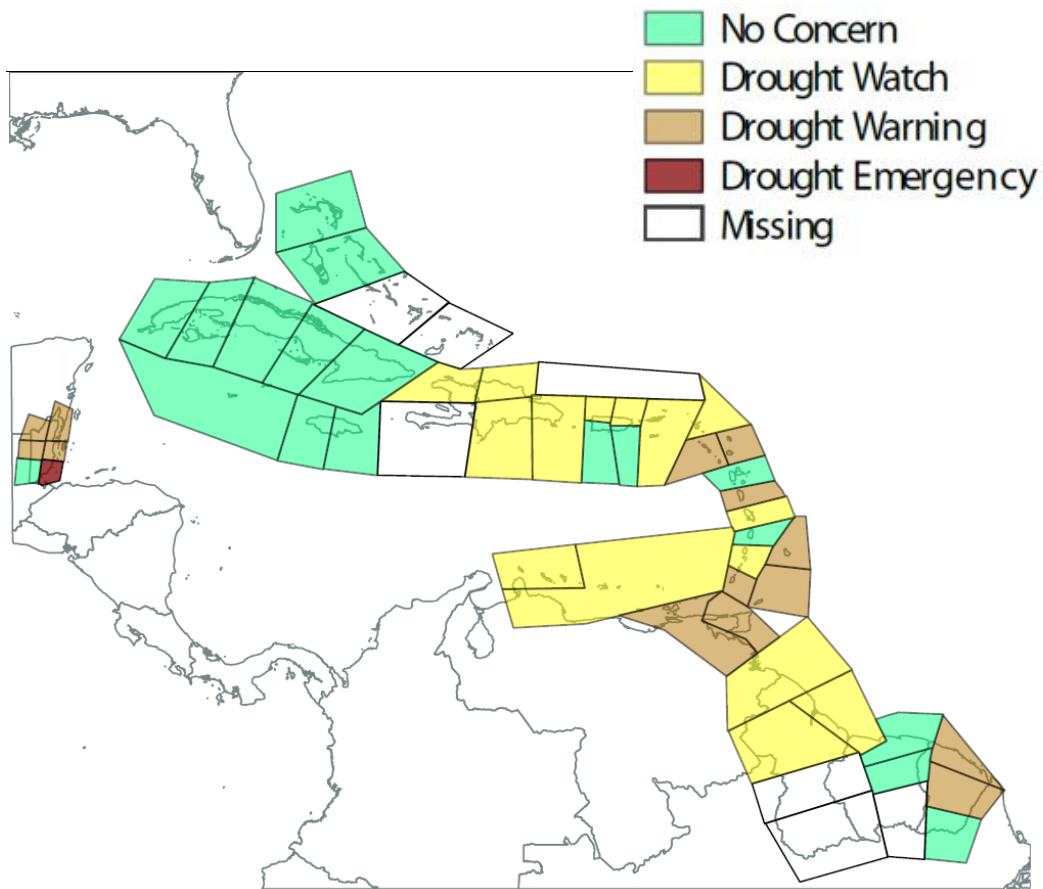 No Concern
Drought Watch
Drought Warning
Drought Emergency
Missing